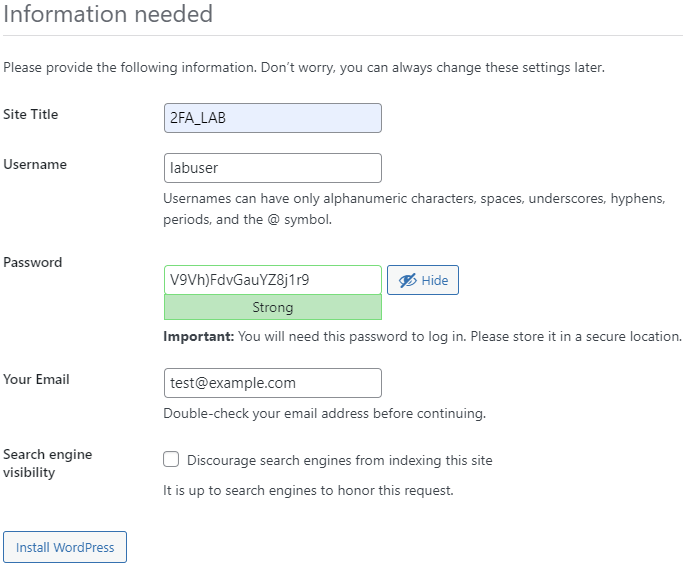 Information needed
Please provide the following information. Don’t worry, you can always change these settings later.
Site Title
2FA_LAB
Username
labuser
Usernames can have only alphanumeric characters, spaces, underscores, hyphens,
periods, and the @ symbol.
Password
V9Vh)FdvGauYZ8j1r9
Hide
Strong
Important: You will need this password to log in. Please store it in a secure location.
Your Email
test@example.com
Double-check your email address before continuing.
Search engine
visibility
Discourage search engines from indexing this site
It is up to search engines to honor this request.
Install WordPress